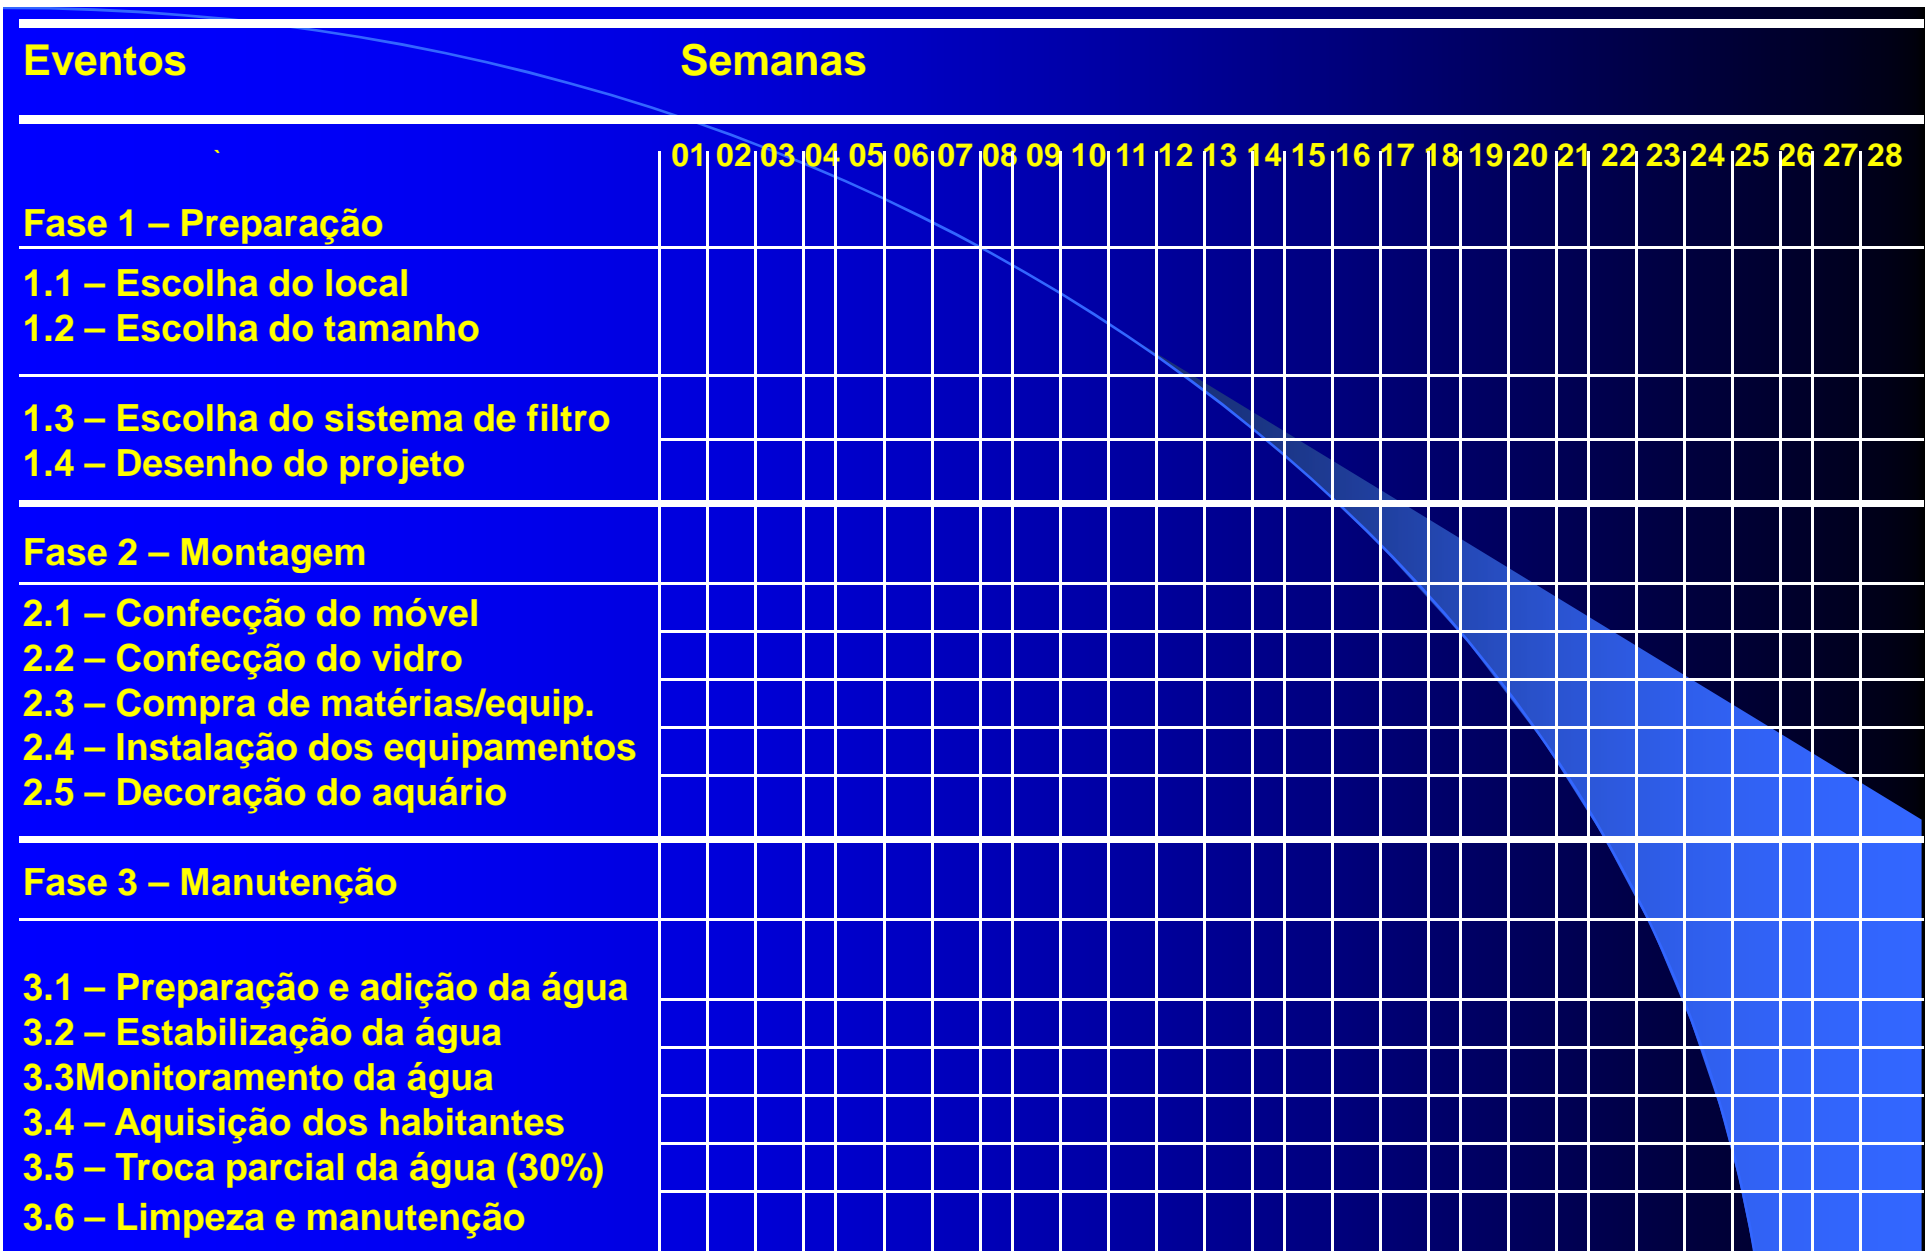 Eventos Semanas
`
01 02 03 04 05 06 07 08 09 10 11 12 13 14 15 16 17 18 19 20 21 22 23 24 25 26 27 28
Fase 1 – Preparação
1.1 – Escolha do local
1.2 – Escolha do tamanho
1.3 – Escolha do sistema de filtro
1.4 – Desenho do projeto
Fase 2 – Montagem
2.1 – Confecção do móvel
2.2 – Confecção do vidro
2.3 – Compra de matérias/equip.
2.4 – Instalação dos equipamentos
2.5 – Decoração do aquário
Fase 3 – Manutenção
3.1 – Preparação e adição da água
3.2 – Estabilização da água
3.3Monitoramento da água
3.4 – Aquisição dos habitantes
3.5 – Troca parcial da água (30%)
3.6 – Limpeza e manutenção